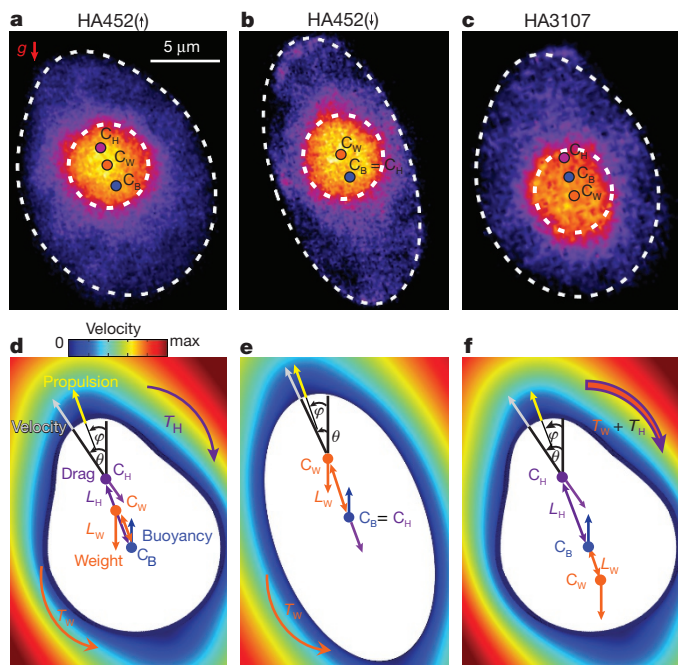 a HA452(↑)
b HA452(↓)
c HA3107
g
5 μm
C_H
C_W
C_B
C_W
C_B = C_H
C_H
C_B
C_W
d
0 Velocity max
e
f
Propulsion
Velocity
φ
θ
T_H
Drag C_H
L_H C_W
L_W Buoyancy
Weight C_B
T_W
φ
θ
C_W
L_W
C_B = C_H
T_W
φ
θ
T_W + T_H
C_H
L_H
C_B
L_W
C_W